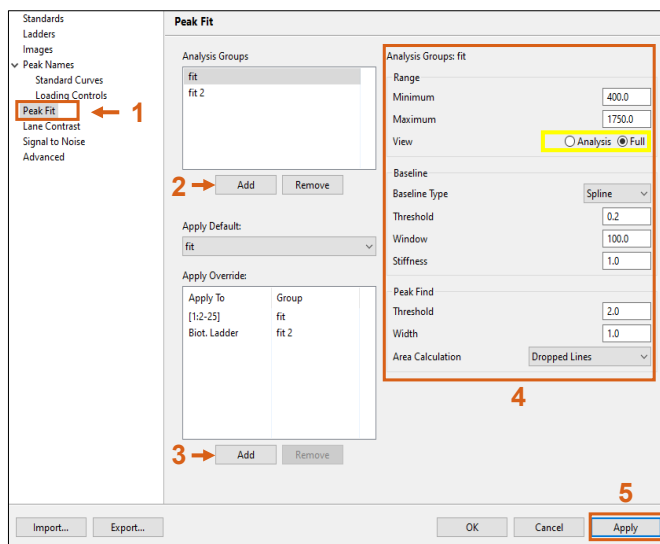 Standards
Ladders
Images
Peak Names
Standard Curves
Loading Controls
Peak Fit
Lane Contrast
Signal to Noise
Advanced
1
Peak Fit
Analysis Groups
fit
fit 2
2
Add
Remove
Apply Default:
fit
Apply Override:
Apply To Group
[1:2-25] fit
Biot. Ladder fit 2
3
Add
Remove
Analysis Groups: fit
Range
Minimum 400.0
Maximum 1750.0
View Analysis Full
Baseline
Baseline Type Spline
Threshold 0.2
Window 100.0
Stiffness 1.0
Peak Find
Threshold 2.0
Width 1.0
Area Calculation Dropped Lines
4
5
Import...
Export...
OK
Cancel
Apply